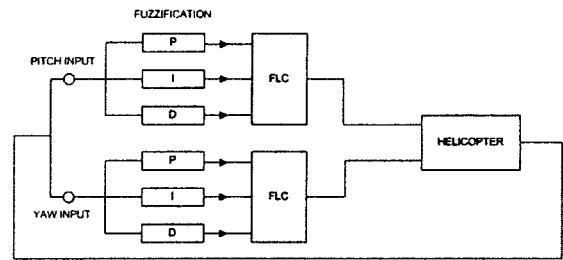 FUZZIFICATION
P
PITCH INPUT
I
FLC
D
HELICOPTER
P
I
FLC
YAW INPUT
D